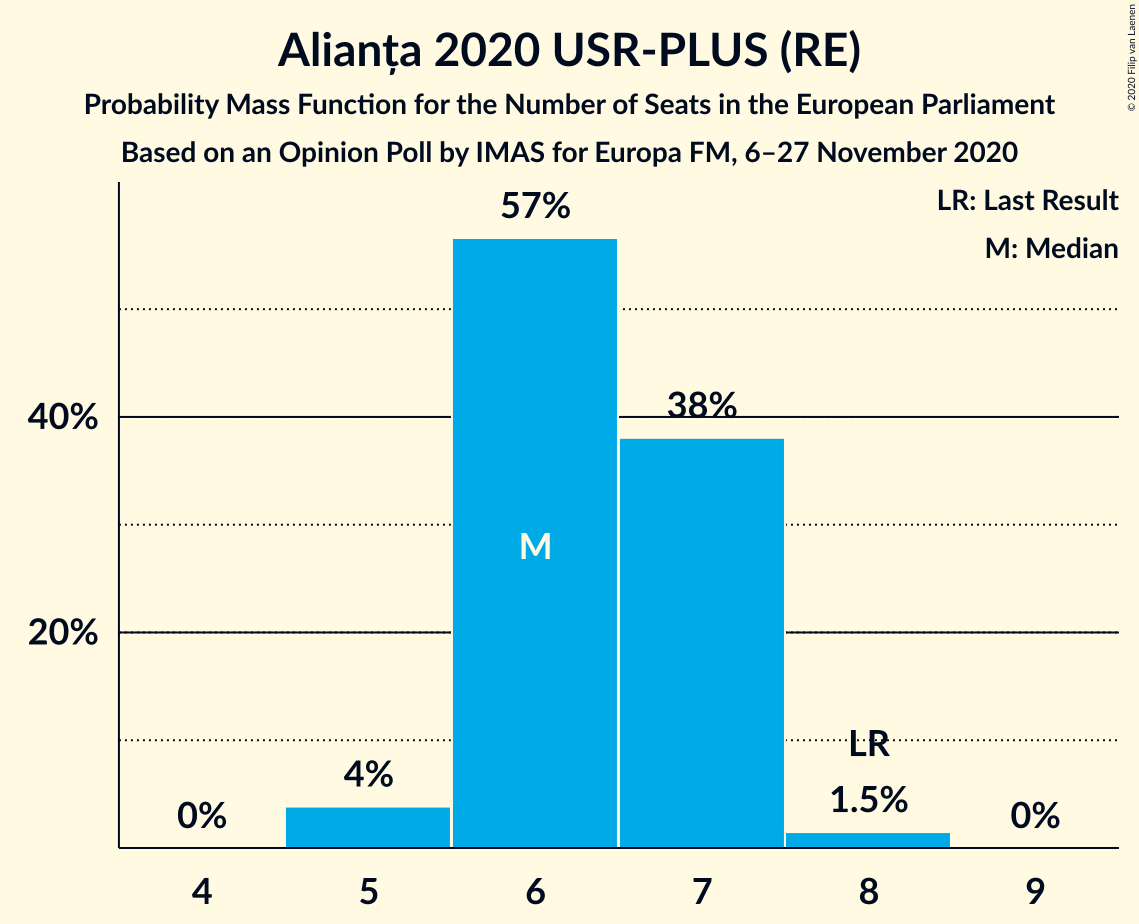 Alianța 2020 USR-PLUS (RE)
Probability Mass Function for the Number of Seats in the European Parliament
Based on an Opinion Poll by IMAS for Europa FM, 6–27 November 2020
© 2020 Filip van Laenen
LR: Last Result
M: Median
57%
40%
38%
M
20%
LR
4%
1.5%
0%
0%
4 5 6 7 8 9